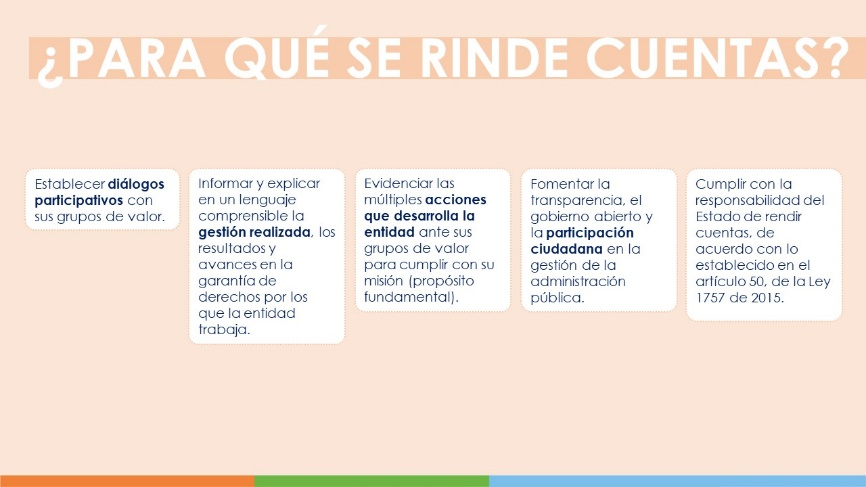 ¿PARA QUÉ SE RINDE CUENTAS?
Establecer diálogos
participativos con
sus grupos de valor.
Informar y explicar
en un lenguaje
comprensible la
gestión realizada, los
resultados y
avances en la
garantía de
derechos por los
que la entidad
trabaja.
Evidenciar las
múltiples acciones
que desarrolla la
entidad ante sus
grupos de valor
para cumplir con su
misión (propósito
fundamental).
Fomentar la
transparencia, el
gobierno abierto y
la participación
ciudadana en la
gestión de la
administración
pública.
Cumplir con la
responsabilidad del
Estado de rendir
cuentas, de
acuerdo con lo
establecido en el
artículo 50, de la Ley
1757 de 2015.